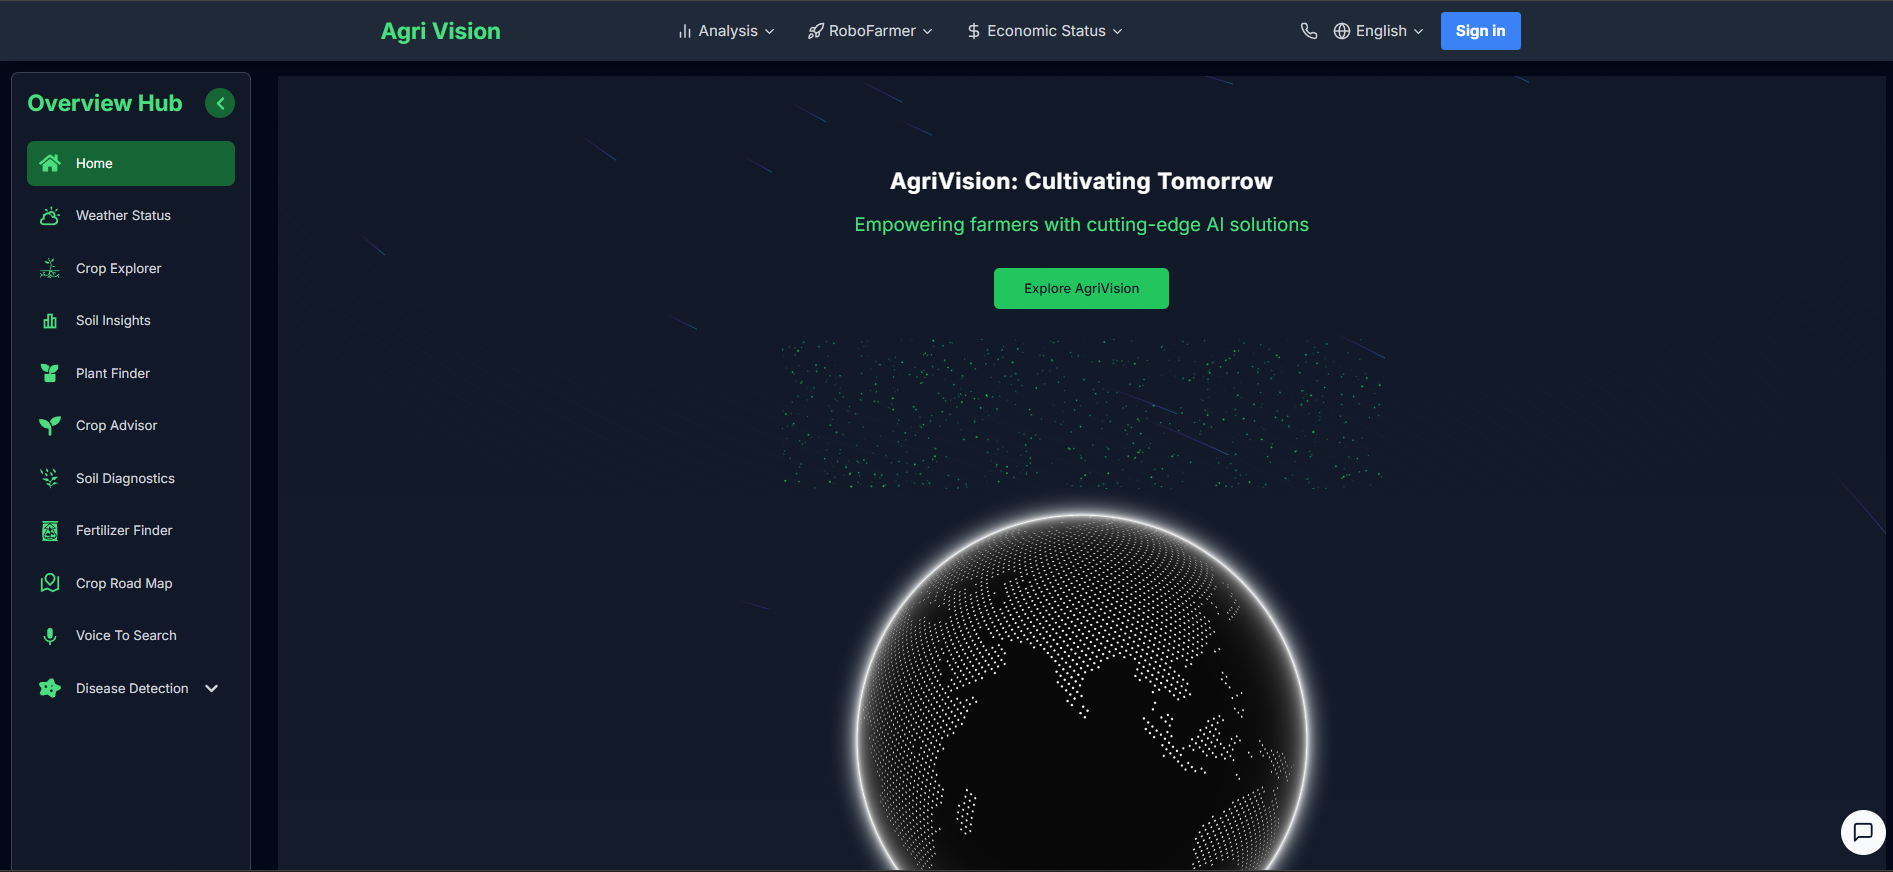 Agri Vision
Analysis
RoboFarmer
Economic Status
English
Sign in
Overview Hub
Home
Weather Status
Crop Explorer
Soil Insights
Plant Finder
Crop Advisor
Soil Diagnostics
Fertilizer Finder
Crop Road Map
Voice To Search
Disease Detection
AgriVision: Cultivating Tomorrow
Empowering farmers with cutting-edge AI solutions
Explore AgriVision